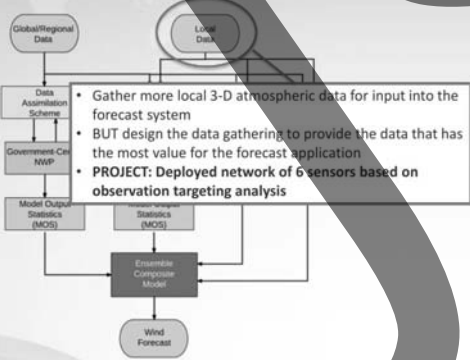 Global/Regional
Data
Local
Data
Data
Assimilation
Scheme
• Gather more local 3-D atmospheric data for input into the
forecast system
• BUT design the data gathering to provide the data that has
the most value for the forecast application
• PROJECT: Deployed network of 6 sensors based on
observation targeting analysis
NWP
Model Output
Statistics
(MOS)
Statistics
(MOS)
Ensemble
Composite
Model
Wind
Forecast